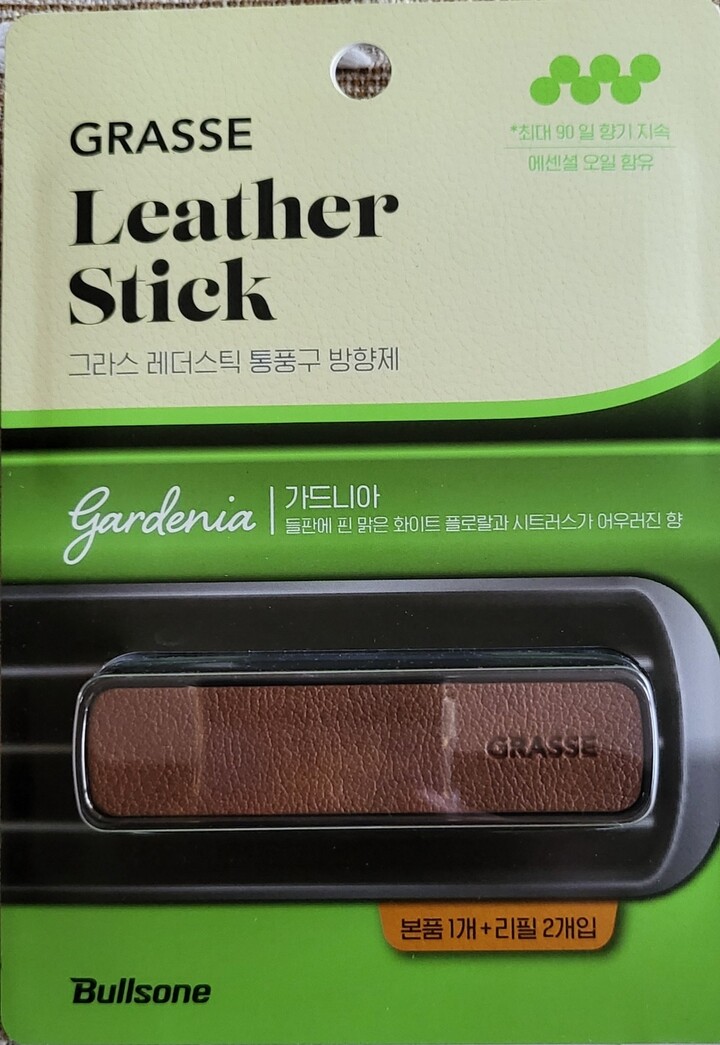 GRASSE
Leather
Stick
그라스 레더스틱 통풍구 방향제
*최대 90일 향기 지속
에센셜 오일 함유
Gardenia
가드니아
들판에 핀 맑은 화이트 플로랄과 시트러스가 어우러진 향
GRASSE
본품 1개+리필 2개입
Bullsone